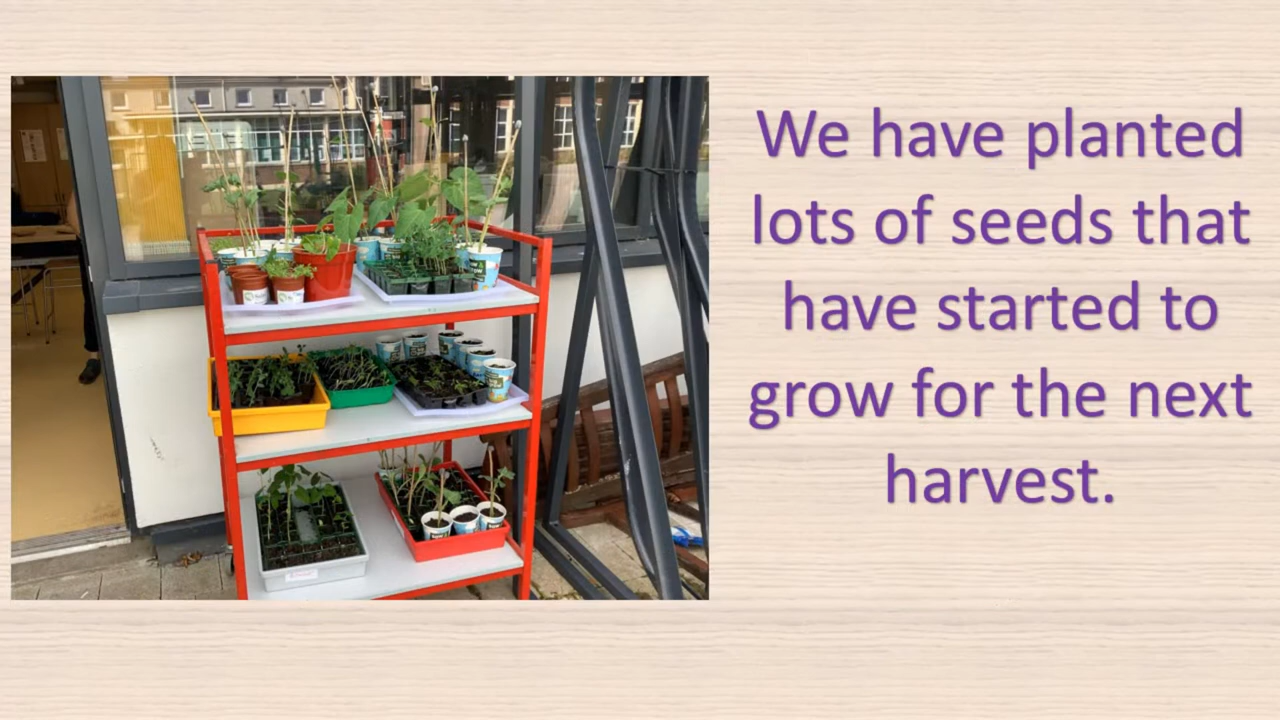 We have planted
lots of seeds that
have started to
grow for the next
harvest.